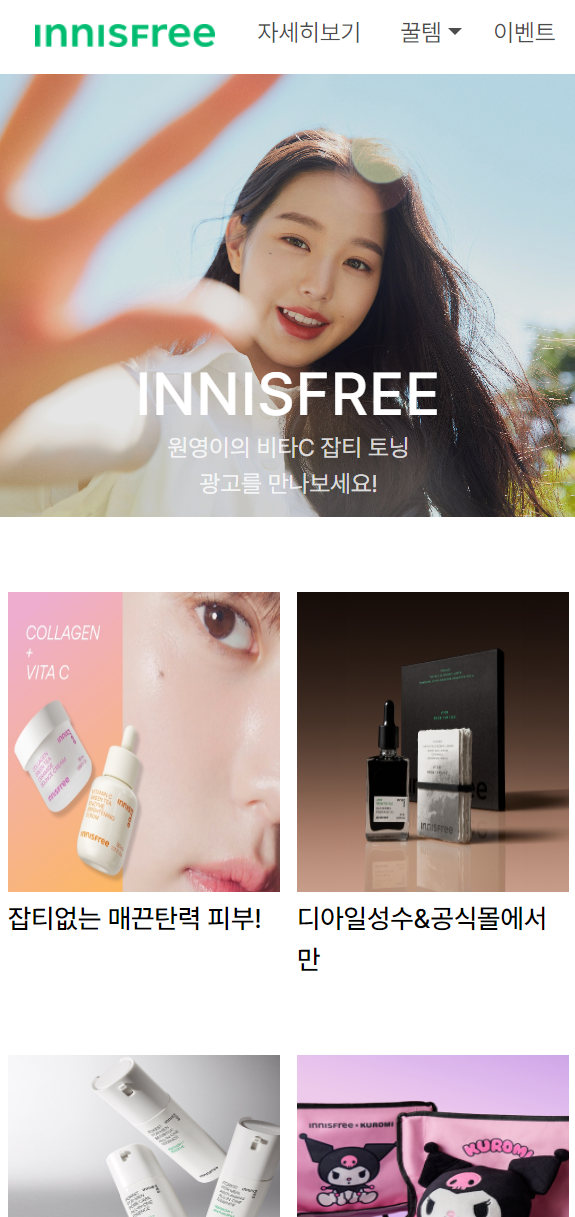 innisfree
자세히보기
꿀템
이벤트
INNISFREE
원영이의 비타C 잡티 토닝
광고를 만나보세요!
COLLAGEN
+
VITA C
innisfree
innisfree
잡티없는 매끈탄력 피부!
innisfree
디아일성수&공식몰에서
만
innisfree × KUROMI
KUROMI